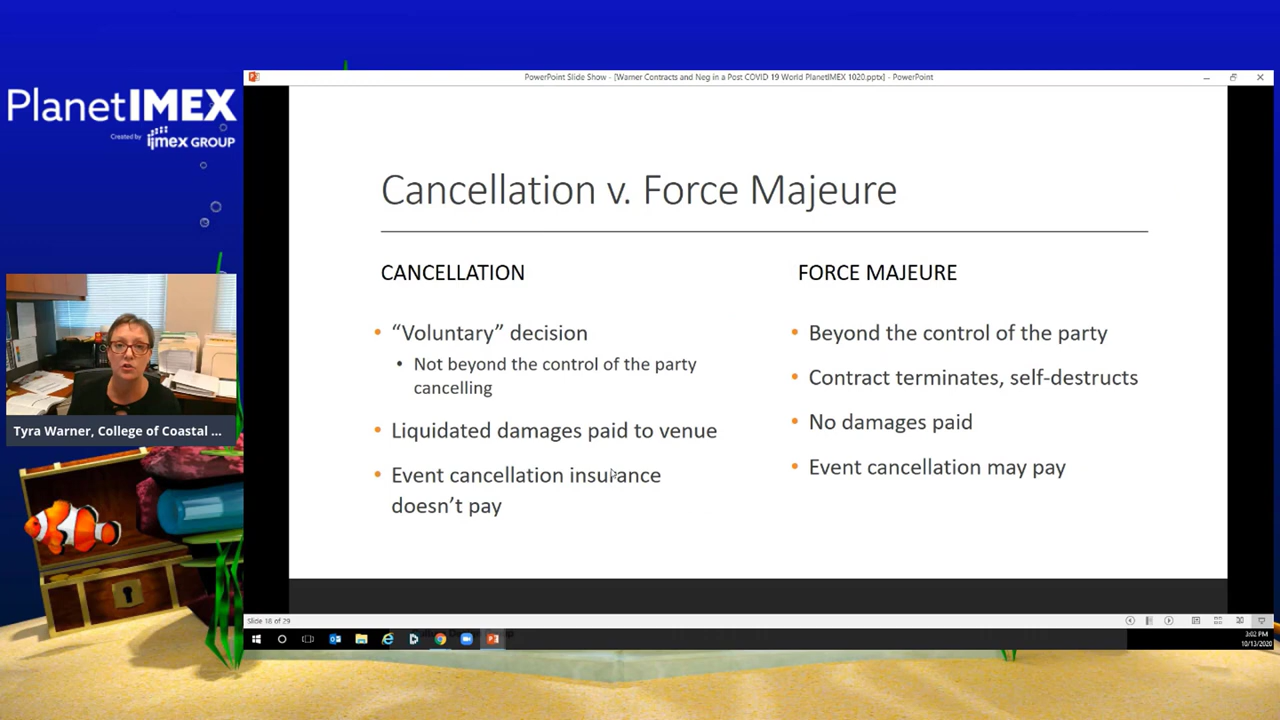 PlanetIMEX
Created by imex GROUP
PowerPoint Slide Show - [Warner Contracts and Neg in a Post COVID 19 World PlanetIMEX 1020.pptx] - PowerPoint
Cancellation v. Force Majeure
CANCELLATION
• “Voluntary” decision
• Not beyond the control of the party
cancelling
• Liquidated damages paid to venue
• Event cancellation insurance
doesn’t pay
FORCE MAJEURE
• Beyond the control of the party
• Contract terminates, self-destructs
• No damages paid
• Event cancellation may pay
Tyra Warner, College of Coastal ...
Slide 18 of 29
3:02 PM
10/13/2020